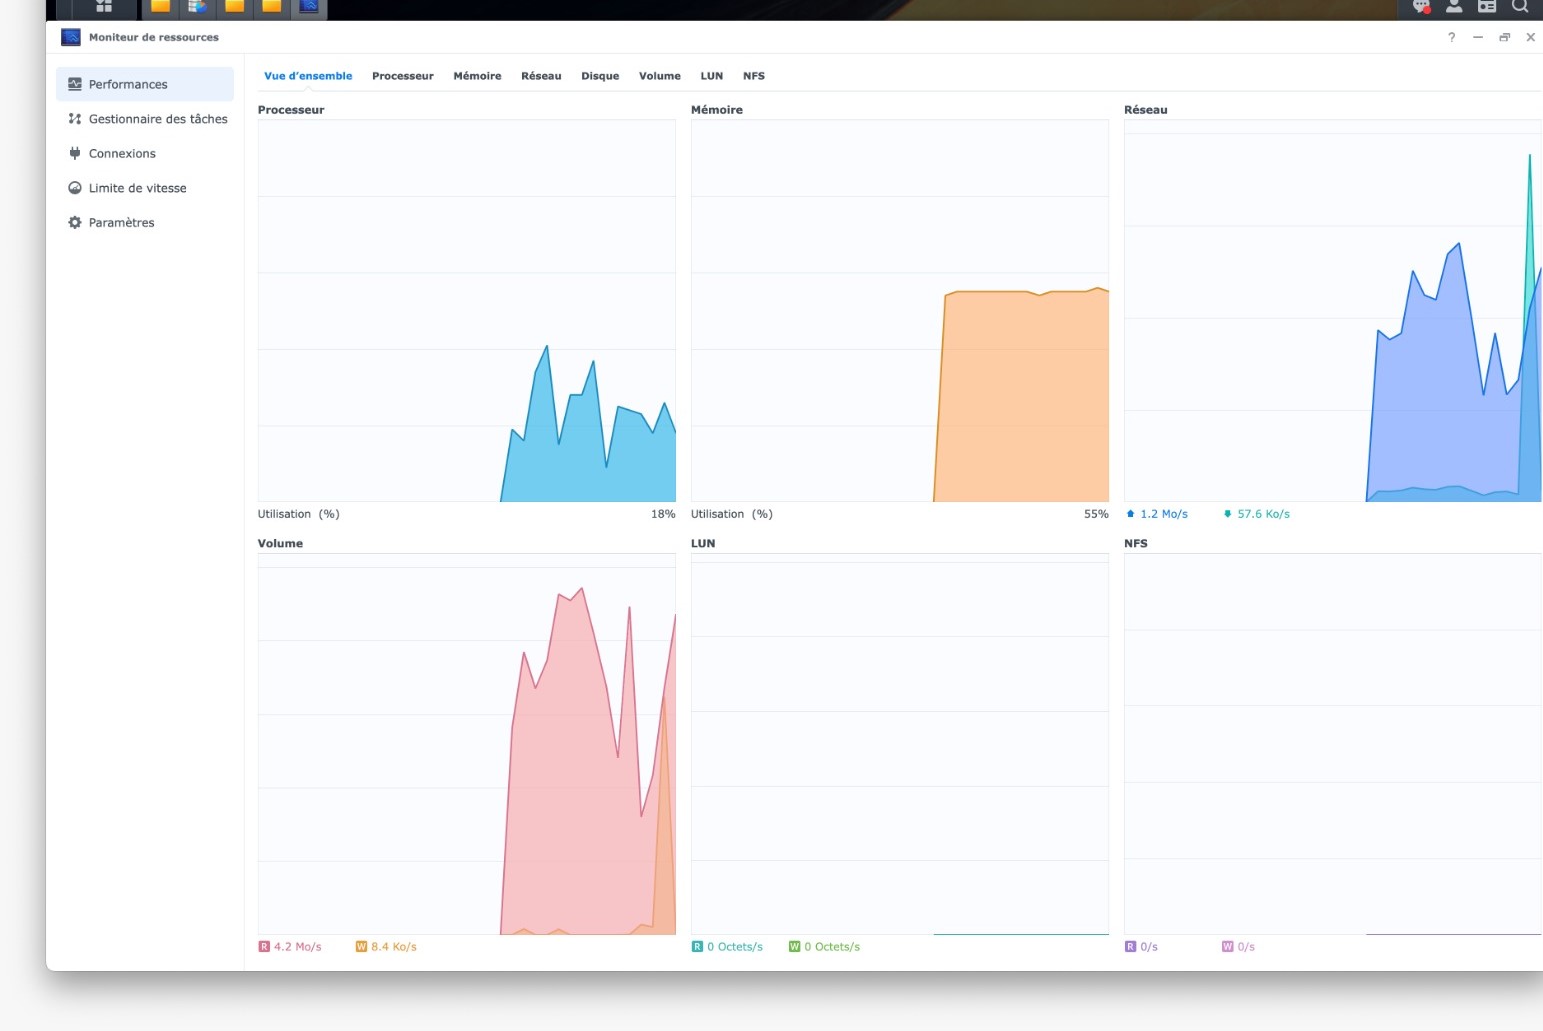 Moniteur de ressources
?
Performances
Gestionnaire des tâches
Connexions
Limite de vitesse
Paramètres
Vue d’ensemble Processeur Mémoire Réseau Disque Volume LUN NFS
Processeur
Utilisation (%) 18%
Mémoire
Utilisation (%) 55%
Réseau
1.2 Mo/s 57.6 Ko/s
Volume
R 4.2 Mo/s W 8.4 Ko/s
LUN
R 0 Octets/s W 0 Octets/s
NFS
R 0/s W 0/s